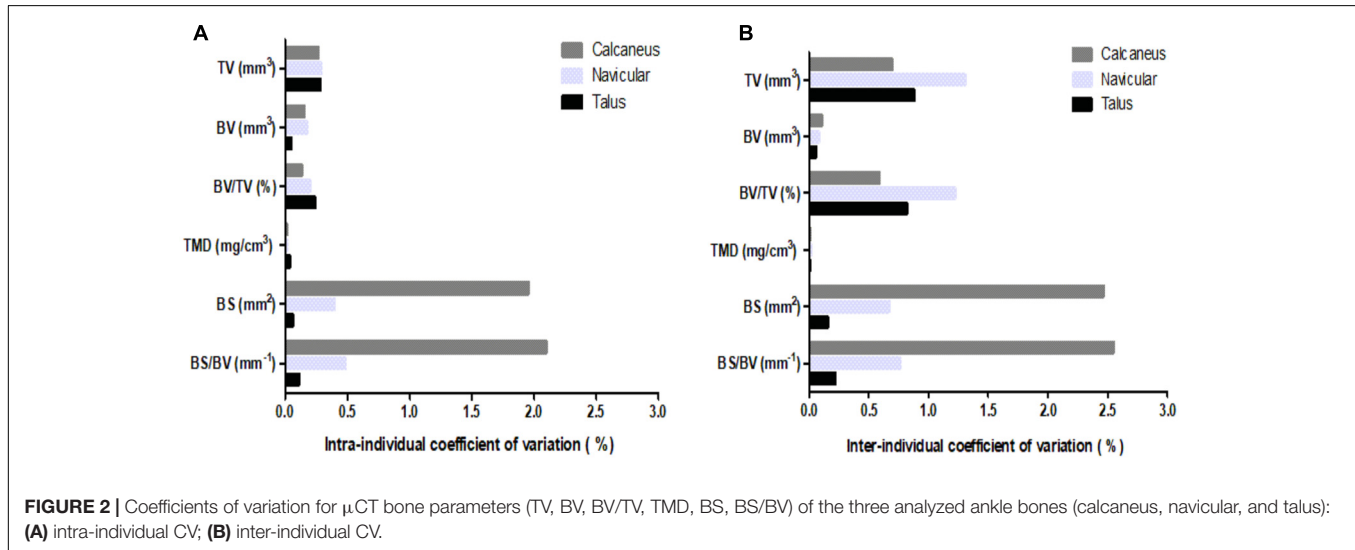 A
Calcaneus
Navicular
Talus
TV (mm³)
BV (mm³)
BV/TV (%)
TMD (mg/cm³)
BS (mm²)
BS/BV (mm⁻¹)
0.0 0.5 1.0 1.5 2.0 2.5 3.0
Intra-individual coefficient of variation ( %)
B
Calcaneus
Navicular
Talus
TV (mm³)
BV (mm³)
BV/TV (%)
TMD (mg/cm³)
BS (mm²)
BS/BV (mm⁻¹)
0.0 0.5 1.0 1.5 2.0 2.5 3.0
Inter-individual coefficient of variation ( %)
FIGURE 2 | Coefficients of variation for μCT bone parameters (TV, BV, BV/TV, TMD, BS, BS/BV) of the three analyzed ankle bones (calcaneus, navicular, and talus):
(A) intra-individual CV; (B) inter-individual CV.